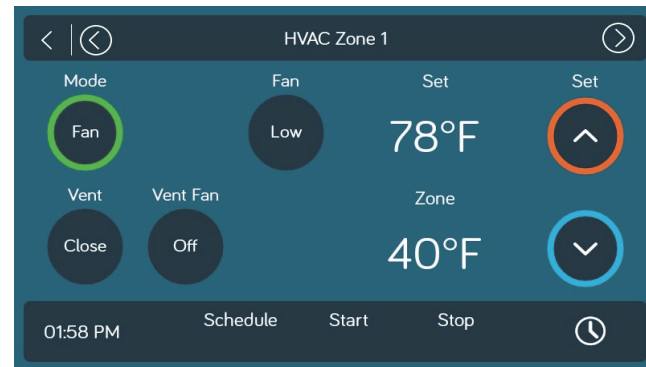 HVAC Zone 1
Mode Fan Set Set
Fan Low 78°F
Vent Vent Fan Zone
Close Off 40°F
01:58 PM Schedule Start Stop